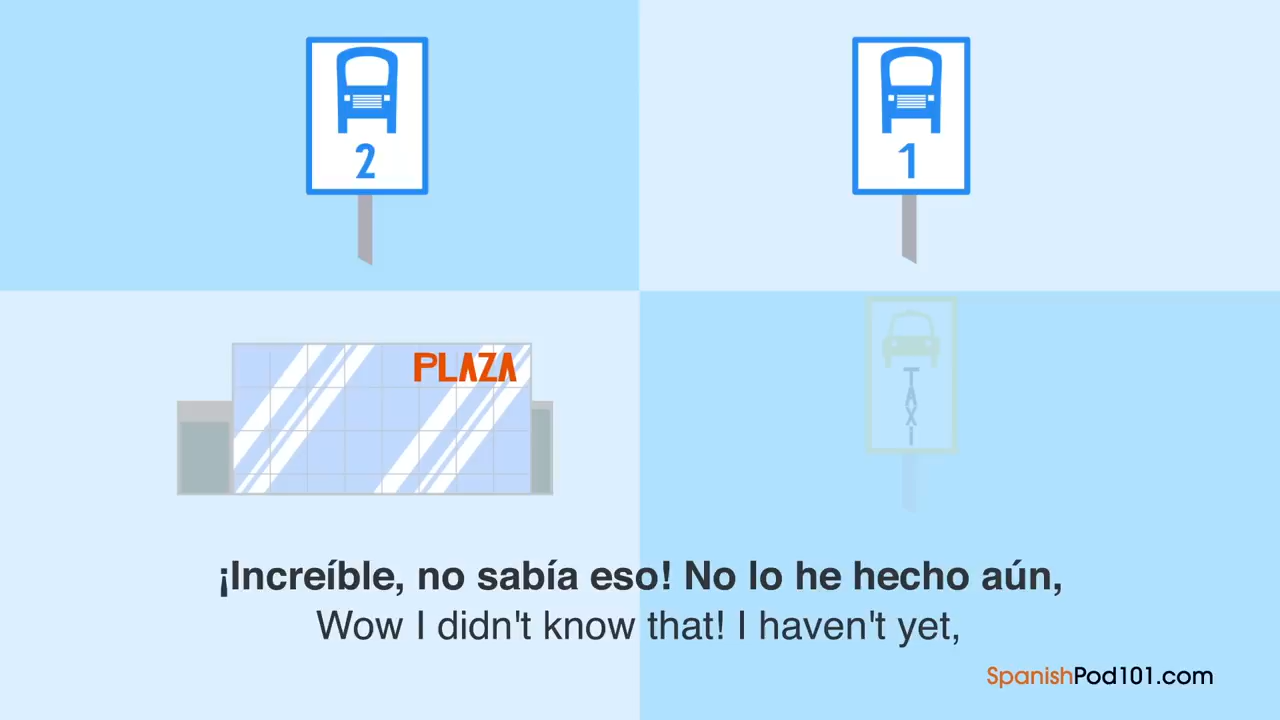 2
1
PLAZA
TAXI
¡Increíble, no sabía eso! No lo he hecho aún,
Wow I didn't know that! I haven't yet,
SpanishPod101.com